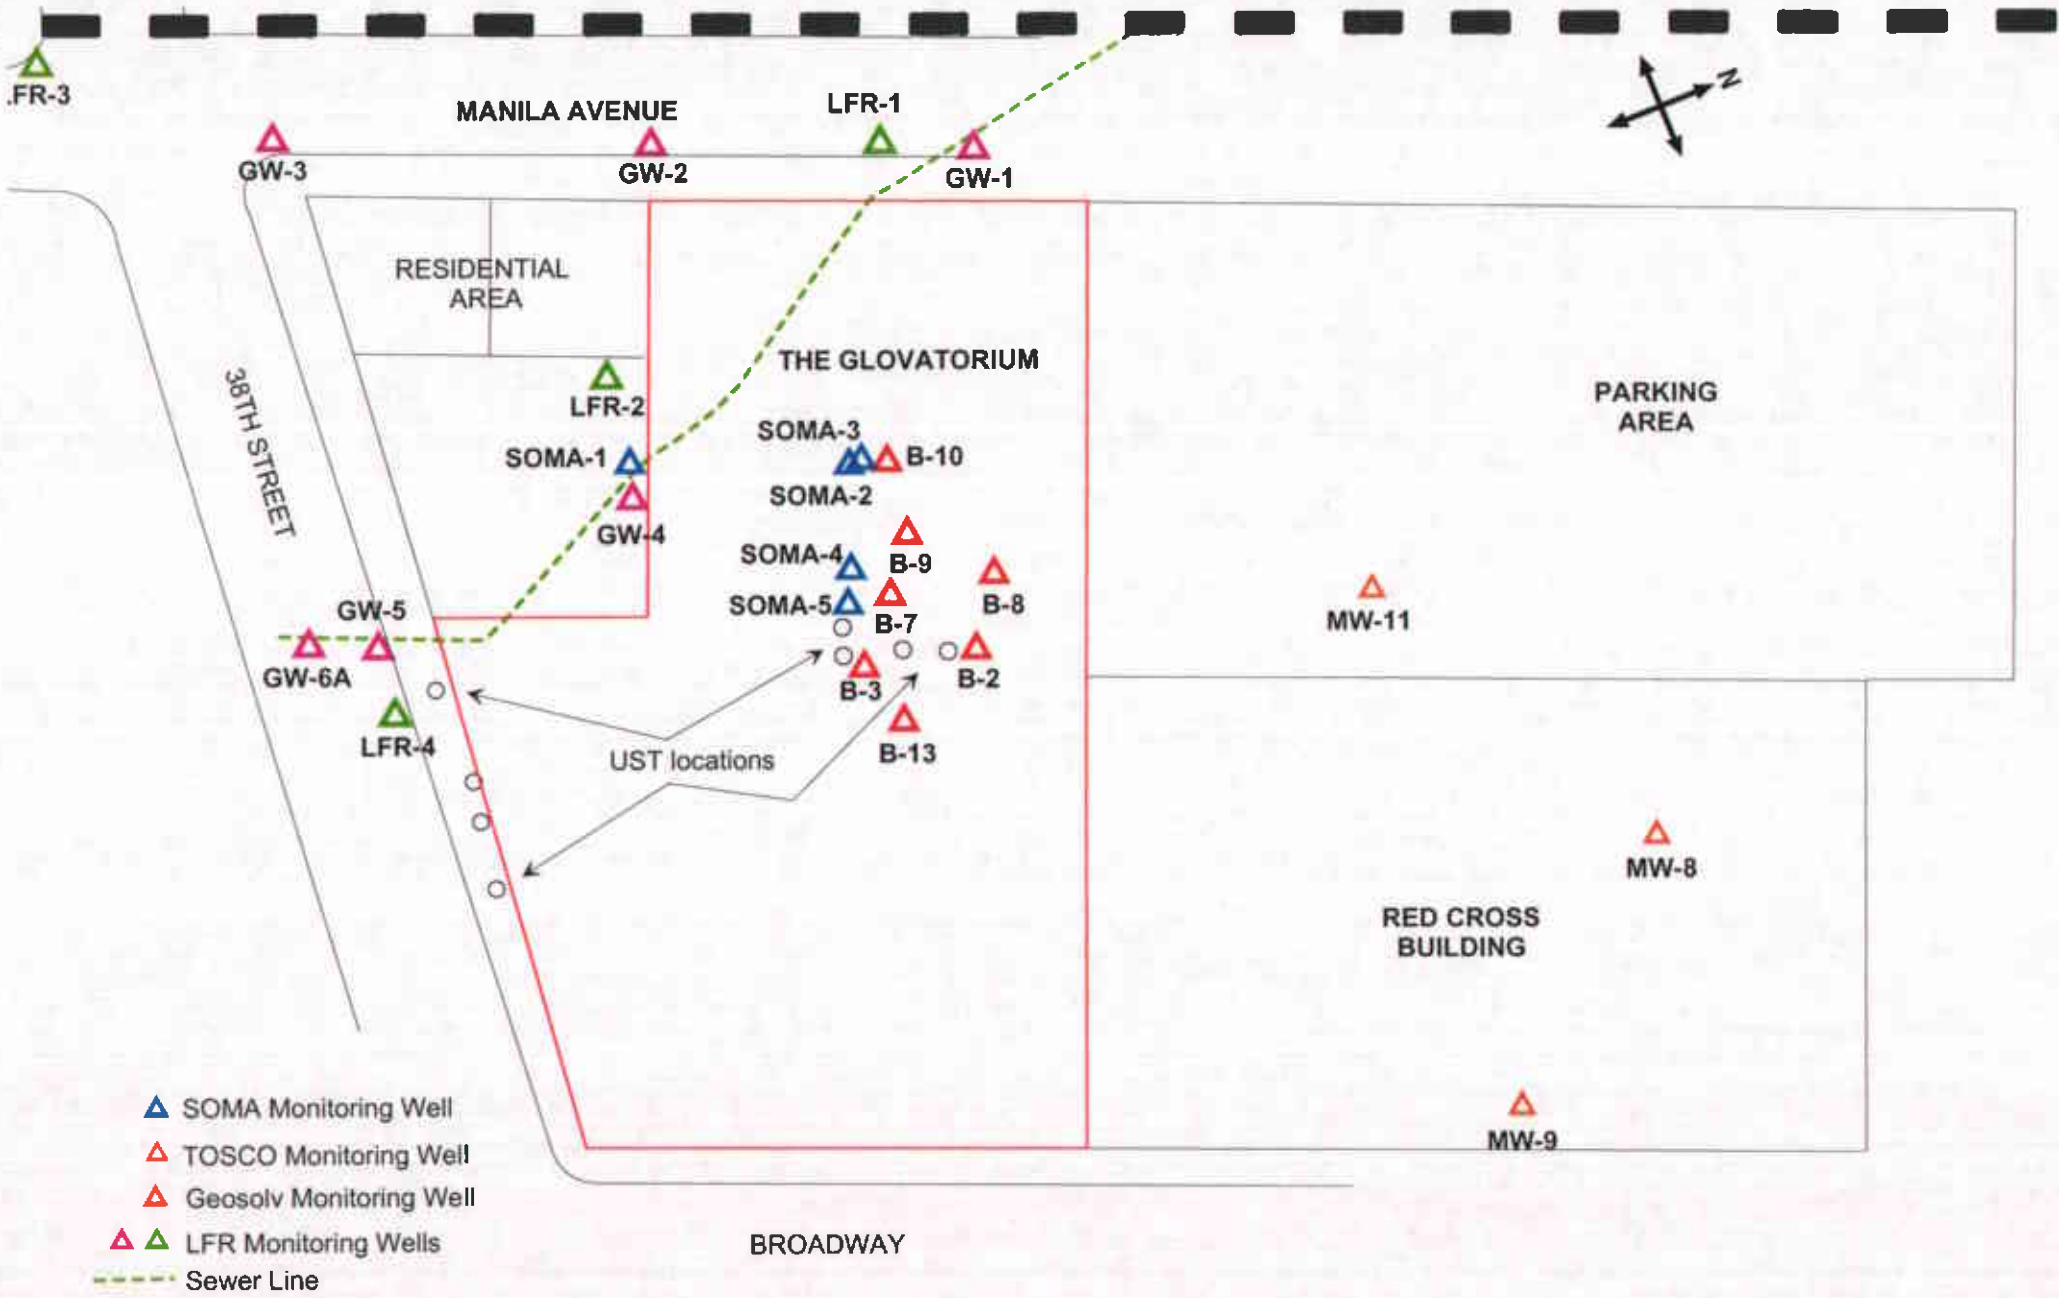 .FR-3
MANILA AVENUE
LFR-1
N
GW-3
GW-2
GW-1
RESIDENTIAL
AREA
THE GLOVATORIUM
PARKING
AREA
38TH STREET
LFR-2
SOMA-3
SOMA-1
B-10
SOMA-2
GW-4
SOMA-4
B-9
SOMA-5
B-8
GW-5
B-7
MW-11
GW-6A
B-3
B-2
LFR-4
B-13
UST locations
MW-8
RED CROSS
BUILDING
MW-9
SOMA Monitoring Well
TOSCO Monitoring Well
Geosolv Monitoring Well
LFR Monitoring Wells
Sewer Line
BROADWAY